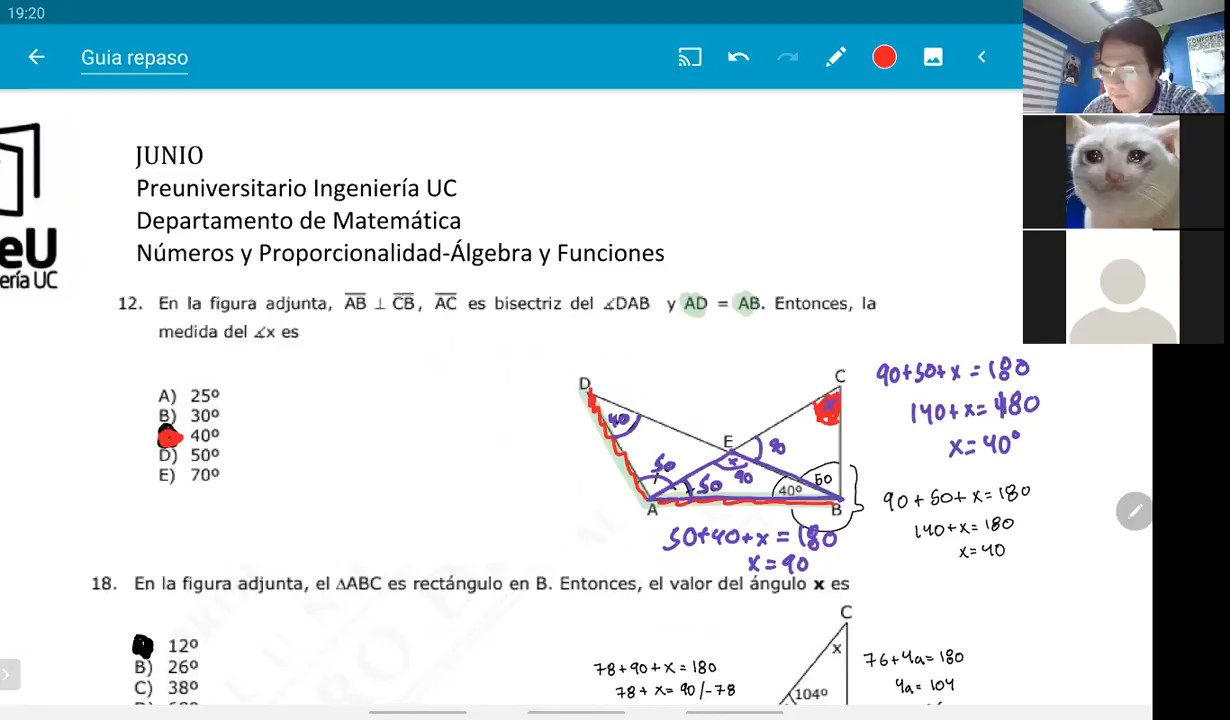 19:20
Guia repaso
eU
ería UC
JUNIO
Preuniversitario Ingeniería UC
Departamento de Matemática
Números y Proporcionalidad-Álgebra y Funciones
12. En la figura adjunta, AB ⊥ CB, AC es bisectriz del ∡DAB y AD = AB. Entonces, la
medida del ∡x es
A) 25º
B) 30º
40º
D) 50º
E) 70º
D
C
40
x
E
90
x
90
50
50
40º
50
A
B
90+50+x=180
140+x=180
x=40°
90+50+x=180
140+x=180
x=40
50+40+x=180
x=90
18. En la figura adjunta, el ΔABC es rectángulo en B. Entonces, el valor del ángulo x es
12º
B) 26º
C) 38º
78+90+x=180
78+x=90/-78
C
x
104º
76+4a=180
4a=104